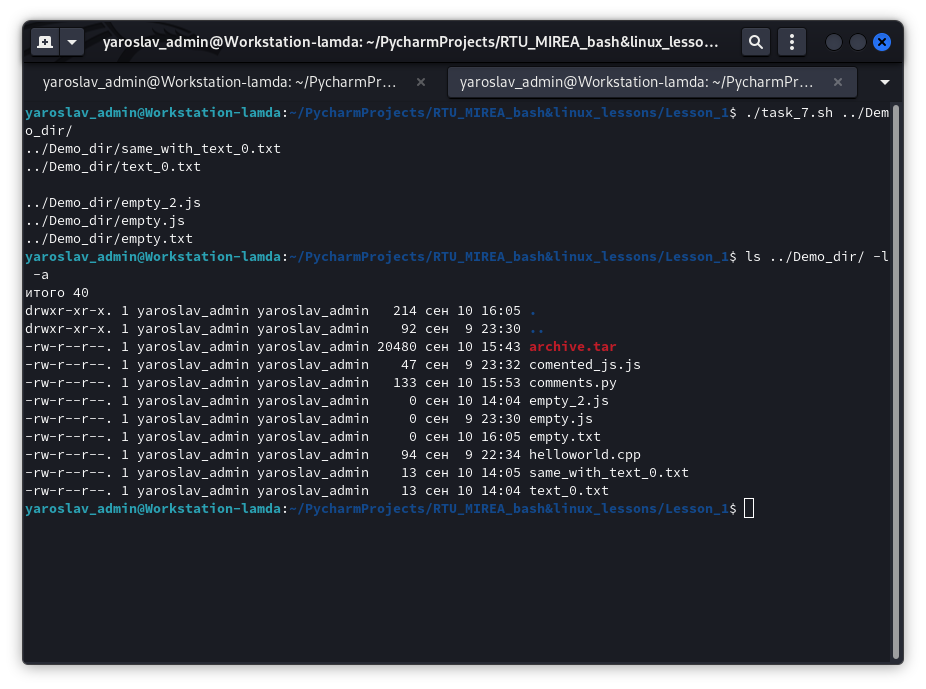 yaroslav_admin@Workstation-lamda: ~/PycharmProjects/RTU_MIREA_bash&linux_lesso...
yaroslav_admin@Workstation-lamda: ~/PycharmPr...
yaroslav_admin@Workstation-lamda: ~/PycharmPr...
yaroslav_admin@Workstation-lamda:~/PycharmProjects/RTU_MIREA_bash&linux_lessons/Lesson_1$ ./task_7.sh ../Dem
o_dir/
../Demo_dir/same_with_text_0.txt
../Demo_dir/text_0.txt
../Demo_dir/empty_2.js
../Demo_dir/empty.js
../Demo_dir/empty.txt
yaroslav_admin@Workstation-lamda:~/PycharmProjects/RTU_MIREA_bash&linux_lessons/Lesson_1$ ls ../Demo_dir/ -l
 -a
итого 40
drwxr-xr-x. 1 yaroslav_admin yaroslav_admin   214 сен 10 16:05 .
drwxr-xr-x. 1 yaroslav_admin yaroslav_admin    92 сен  9 23:30 ..
-rw-r--r--. 1 yaroslav_admin yaroslav_admin 20480 сен 10 15:43 archive.tar
-rw-r--r--. 1 yaroslav_admin yaroslav_admin    47 сен  9 23:32 comented_js.js
-rw-r--r--. 1 yaroslav_admin yaroslav_admin   133 сен 10 15:53 comments.py
-rw-r--r--. 1 yaroslav_admin yaroslav_admin     0 сен 10 14:04 empty_2.js
-rw-r--r--. 1 yaroslav_admin yaroslav_admin     0 сен  9 23:30 empty.js
-rw-r--r--. 1 yaroslav_admin yaroslav_admin     0 сен 10 16:05 empty.txt
-rw-r--r--. 1 yaroslav_admin yaroslav_admin    94 сен  9 22:34 helloworld.cpp
-rw-r--r--. 1 yaroslav_admin yaroslav_admin    13 сен 10 14:05 same_with_text_0.txt
-rw-r--r--. 1 yaroslav_admin yaroslav_admin    13 сен 10 14:04 text_0.txt
yaroslav_admin@Workstation-lamda:~/PycharmProjects/RTU_MIREA_bash&linux_lessons/Lesson_1$